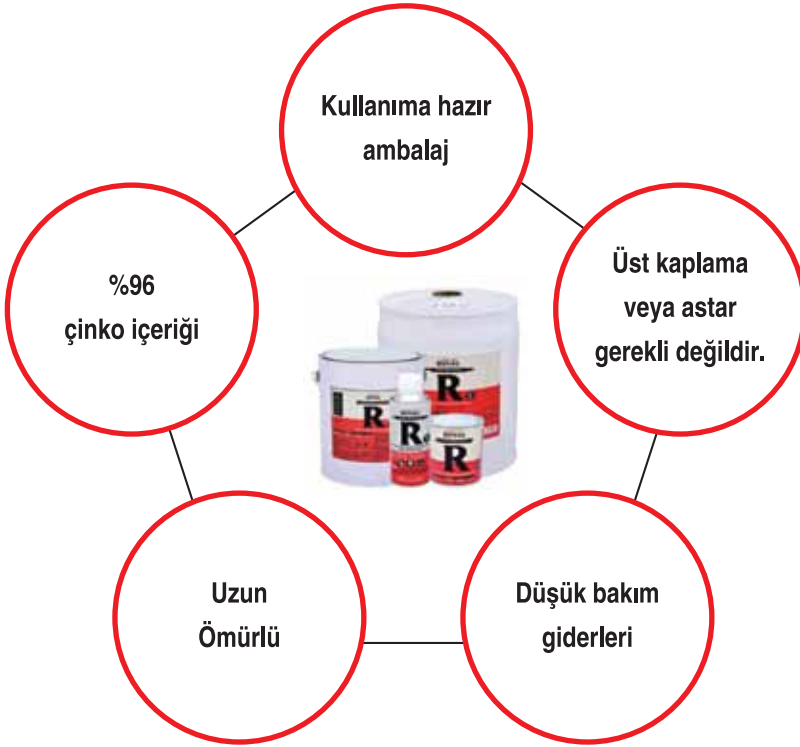 Kullanıma hazır
ambalaj
%96
çinko içeriği
Üst kaplama
veya astar
gerekli değildir.
R
R
R
R
Uzun
Ömürlü
Düşük bakım
giderleri